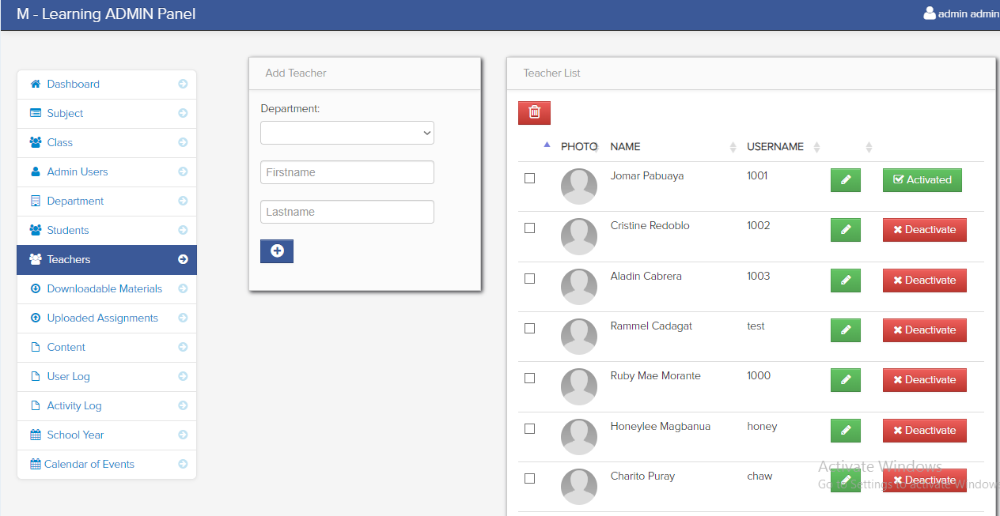 M - Learning ADMIN Panel
admin admin
Dashboard
Subject
Class
Admin Users
Department
Students
Teachers
Downloadable Materials
Uploaded Assignments
Content
User Log
Activity Log
School Year
Calendar of Events
Add Teacher
Department:
Firstname
Lastname
Teacher List
PHOTO NAME USERNAME
Jomar Pabuaya 1001 Activated
Cristine Redoblo 1002 Deactivate
Aladin Cabrera 1003 Deactivate
Rammel Cadagat test Deactivate
Ruby Mae Morante 1000 Deactivate
Honeylee Magbanua honey Deactivate
Charito Puray chaw Deactivate
Activate Windows
Go to Settings to activate Windows